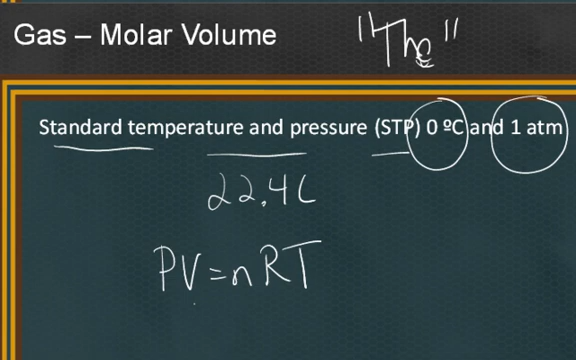 Gas – Molar Volume "The"
Standard temperature and pressure (STP) 0 ºC and 1 atm
22.4L
PV=nRT